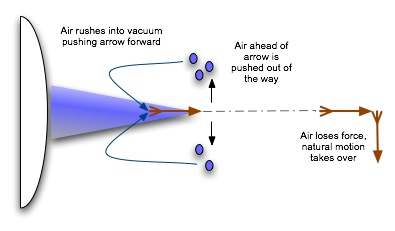 Air rushes into vacuum
pushing arrow forward
Air ahead of
arrow is
pushed out of
the way
Air loses force,
natural motion
takes over